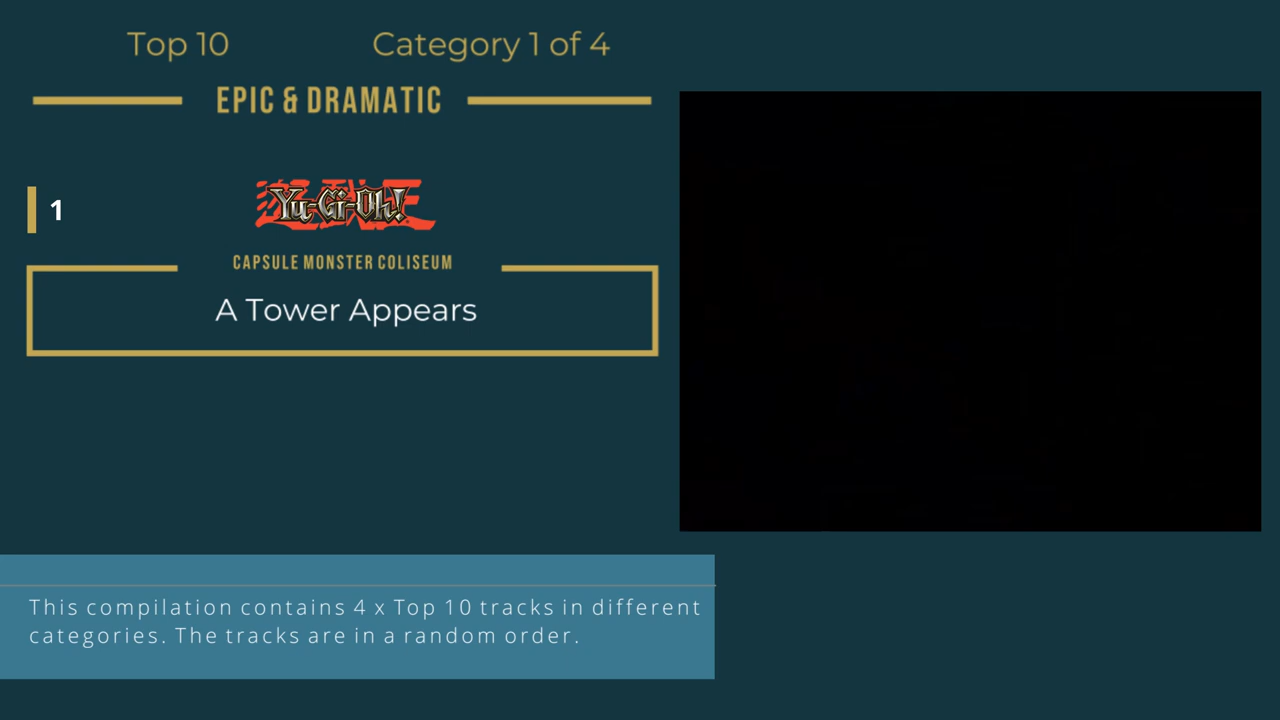 Top 10 Category 1 of 4
EPIC & DRAMATIC
1
Yu-Gi-Oh!
CAPSULE MONSTER COLISEUM
A Tower Appears
This compilation contains 4 x Top 10 tracks in different
categories. The tracks are in a random order.